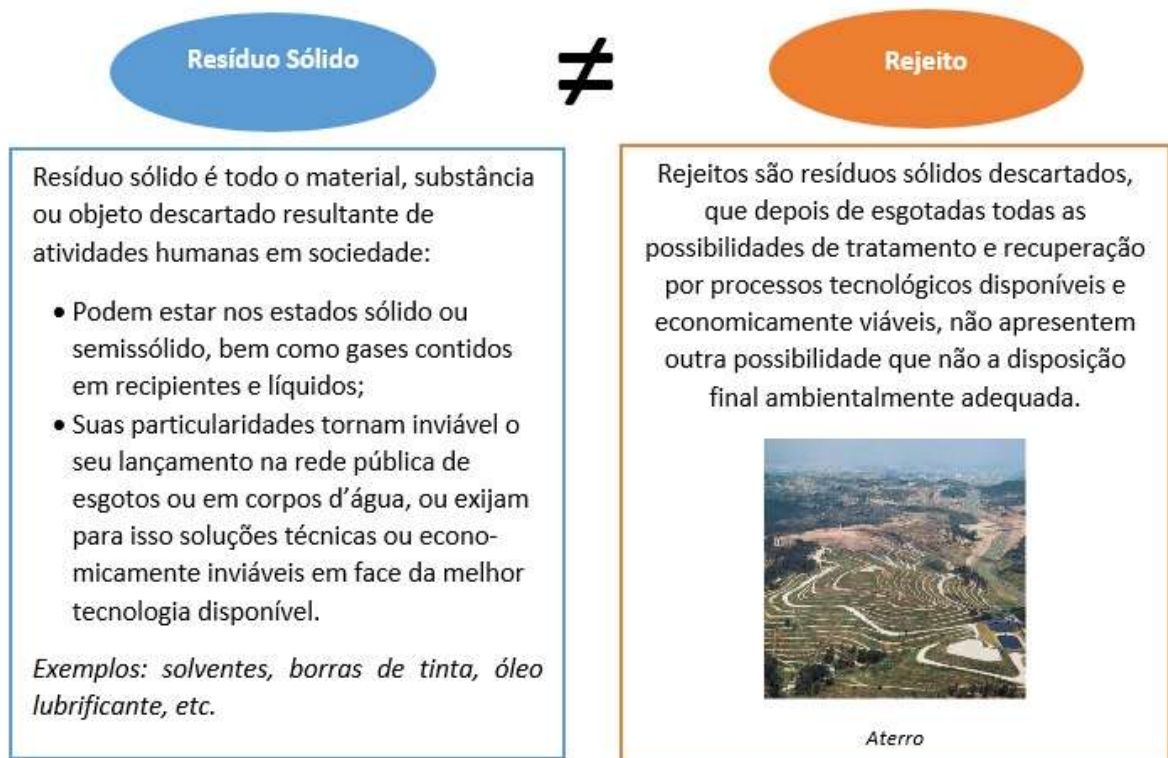 Resíduo Sólido
≠
Rejeito
Resíduo sólido é todo o material, substância
ou objeto descartado resultante de
atividades humanas em sociedade:
• Podem estar nos estados sólido ou
semissólido, bem como gases contidos
em recipientes e líquidos;
• Suas particularidades tornam inviável o
seu lançamento na rede pública de
esgotos ou em corpos d’água, ou exijam
para isso soluções técnicas ou econo-
micamente inviáveis em face da melhor
tecnologia disponível.
Exemplos: solventes, borras de tinta, óleo
lubrificante, etc.
Rejeitos são resíduos sólidos descartados,
que depois de esgotadas todas as
possibilidades de tratamento e recuperação
por processos tecnológicos disponíveis e
economicamente viáveis, não apresentem
outra possibilidade que não a disposição
final ambientalmente adequada.
Aterro